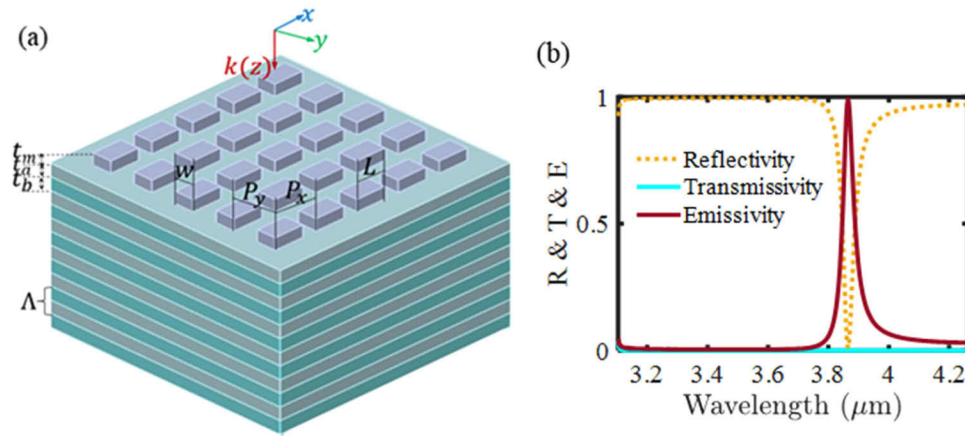 (a)
x
y
k(z)
t_m
t_a
t_b
w
L
P_y
P_x
Λ
(b)
1
0.5
0
R & T & E
Reflectivity
Transmissivity
Emissivity
3.2 3.4 3.6 3.8 4 4.2
Wavelength (μm)